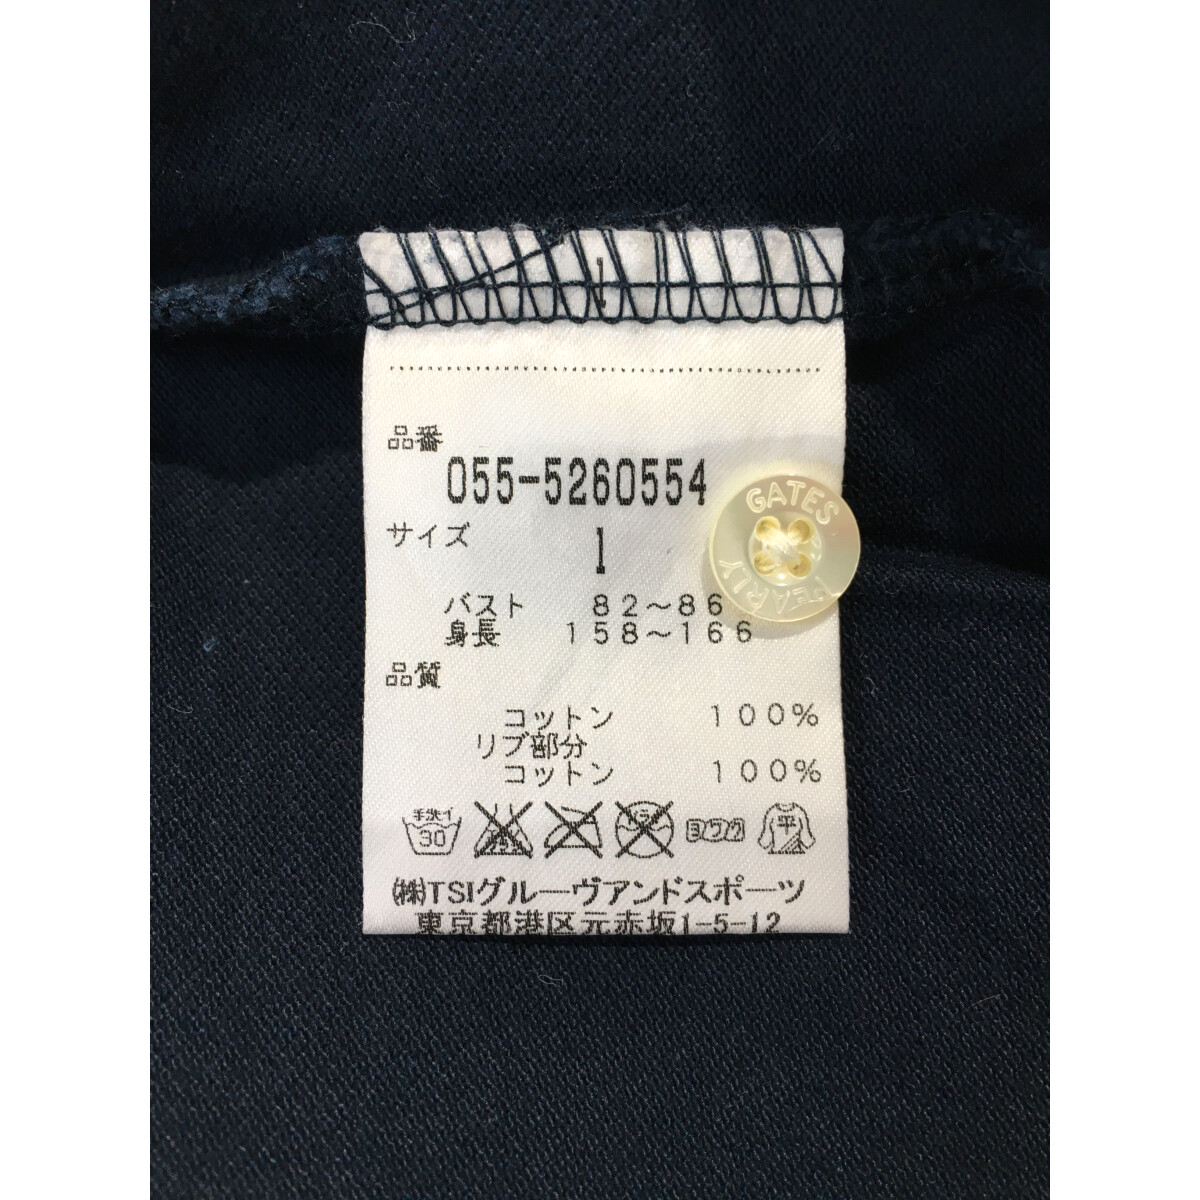 品番
055-5260554
サイズ 1
バスト 82～86
身長 158～166
品質
コットン 100%
リブ部分
コットン 100%
手洗イ
30
ドライ
ヨワク
平
㈱TSIグルーヴアンドスポーツ
東京都港区元赤坂1-5-12
PEARLY GATES